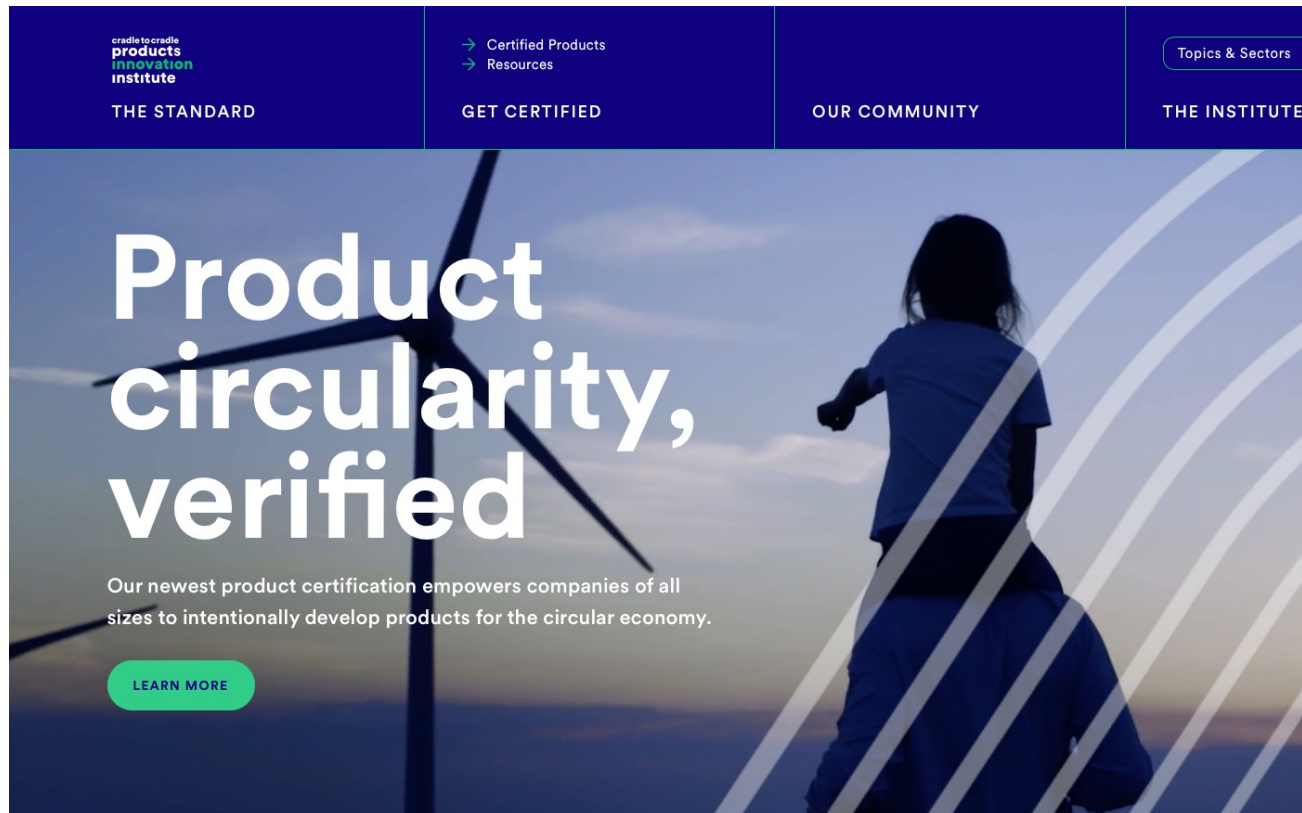 cradle to cradle
products
innovation
institute
THE STANDARD
Certified Products
Resources
GET CERTIFIED
OUR COMMUNITY
Topics & Sectors
THE INSTITUTE
Product
circularity,
verified
Our newest product certification empowers companies of all
sizes to intentionally develop products for the circular economy.
LEARN MORE